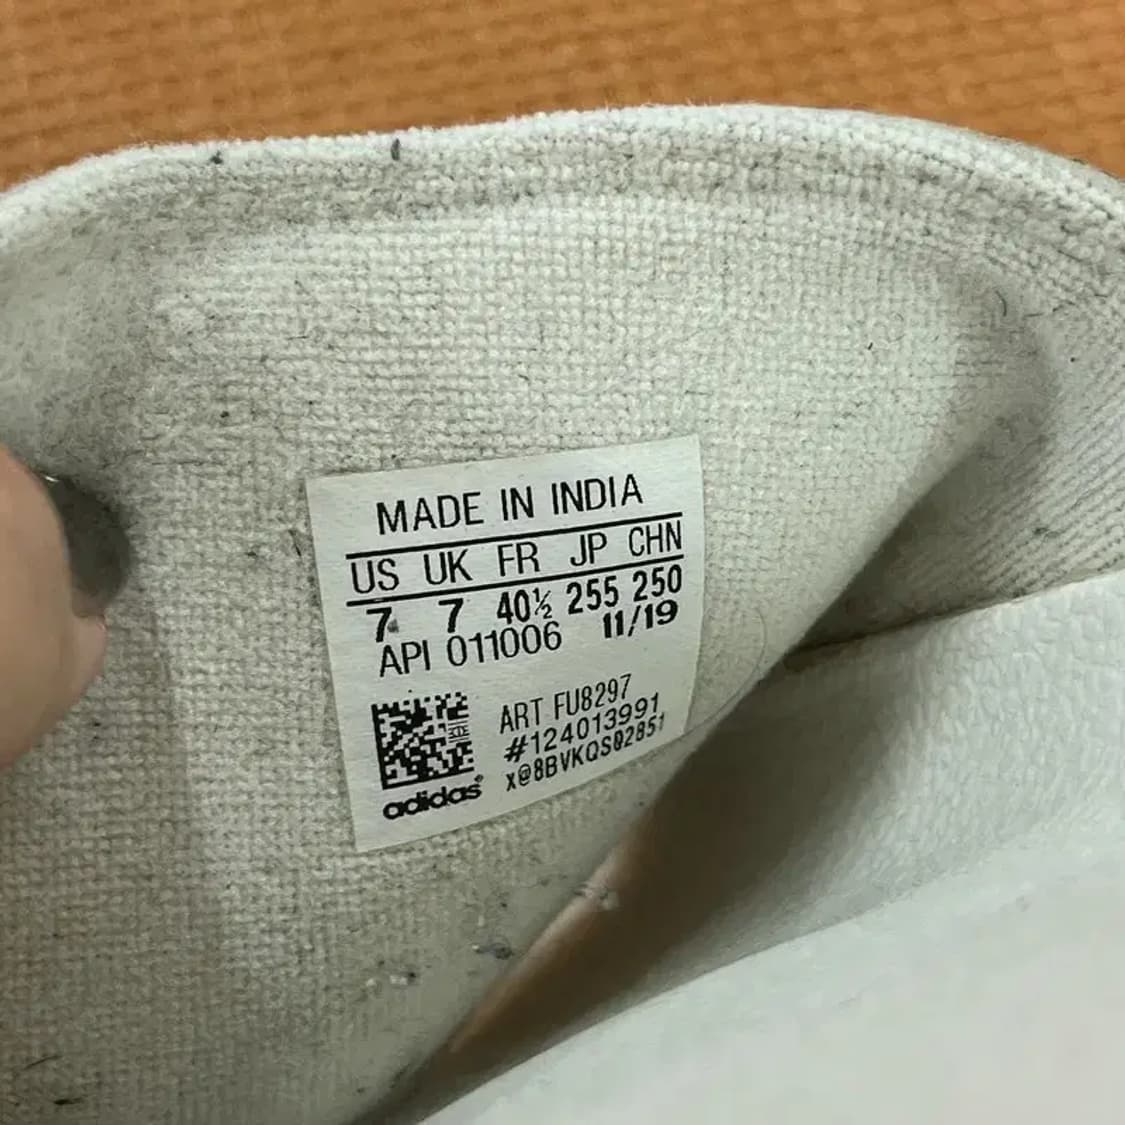 MADE IN INDIA
US UK FR JP CHN
7 7 40½ 255 250
API 011006 11/19
ART FU8297
#124013991
x@8BVKQS02851
adidas®